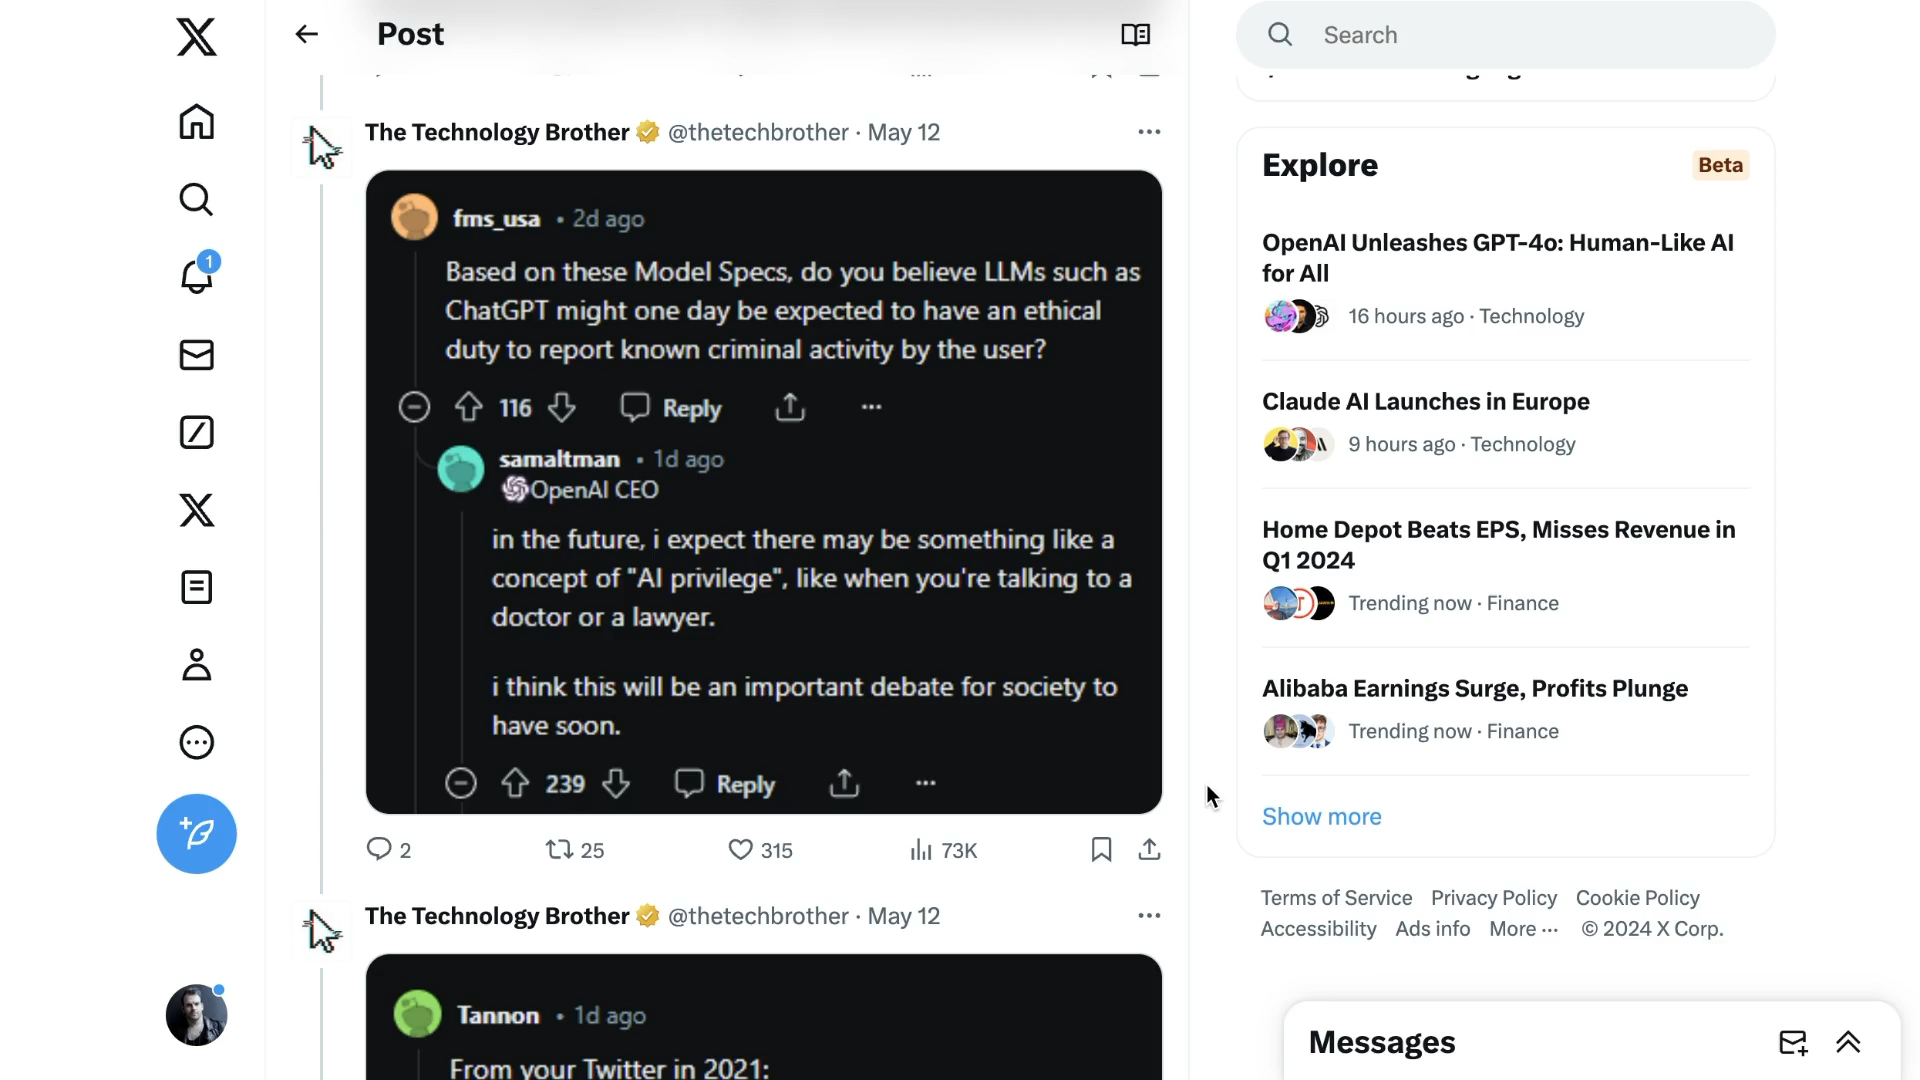 Post
Search
The Technology Brother @thetechbrother · May 12
fms_usa • 2d ago
Based on these Model Specs, do you believe LLMs such as
ChatGPT might one day be expected to have an ethical
duty to report known criminal activity by the user?
116 Reply
samaltman • 1d ago
OpenAI CEO
in the future, i expect there may be something like a
concept of "AI privilege", like when you're talking to a
doctor or a lawyer.
i think this will be an important debate for society to
have soon.
239 Reply
2 25 315 73K
The Technology Brother @thetechbrother · May 12
Tannon • 1d ago
From your Twitter in 2021:
1
Explore
Beta
OpenAI Unleashes GPT-4o: Human-Like AI
for All
16 hours ago · Technology
Claude AI Launches in Europe
9 hours ago · Technology
Home Depot Beats EPS, Misses Revenue in
Q1 2024
Trending now · Finance
Alibaba Earnings Surge, Profits Plunge
Trending now · Finance
Show more
Terms of Service Privacy Policy Cookie Policy
Accessibility Ads info More ··· © 2024 X Corp.
Messages